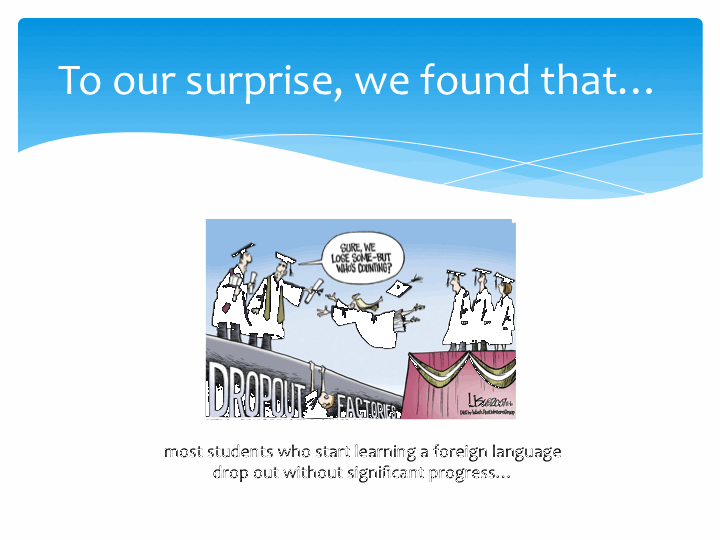 To our surprise, we found that…
SURE, WE
LOSE SOME–BUT
WHO'S COUNTING?
DROPOUT FACTORIES
most students who start learning a foreign language
drop out without significant progress…